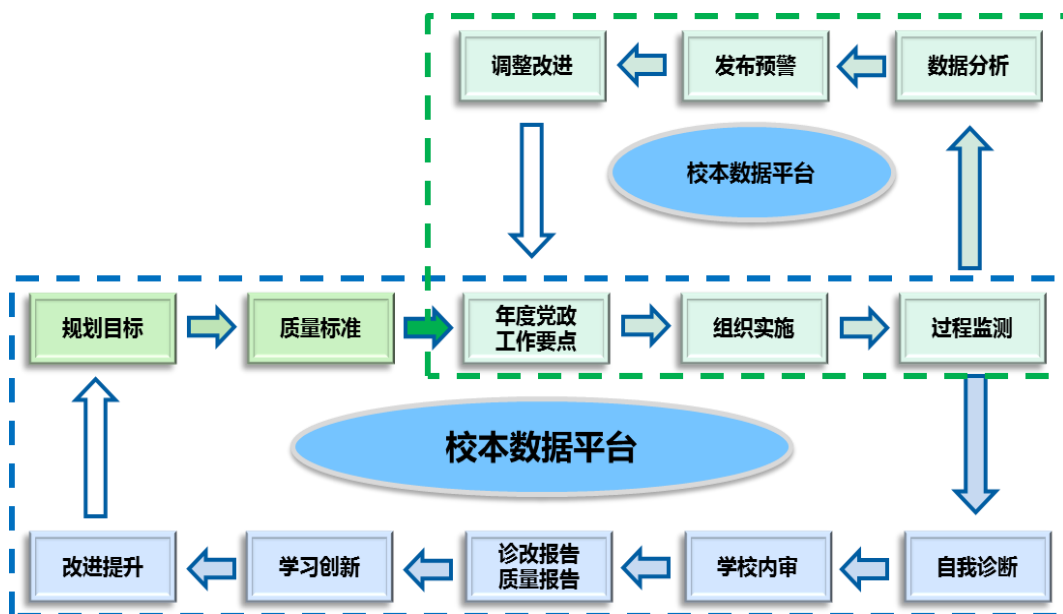 调整改进
发布预警
数据分析
校本数据平台
规划目标
质量标准
年度党政
工作要点
组织实施
过程监测
校本数据平台
改进提升
学习创新
诊改报告
质量报告
学校内审
自我诊断